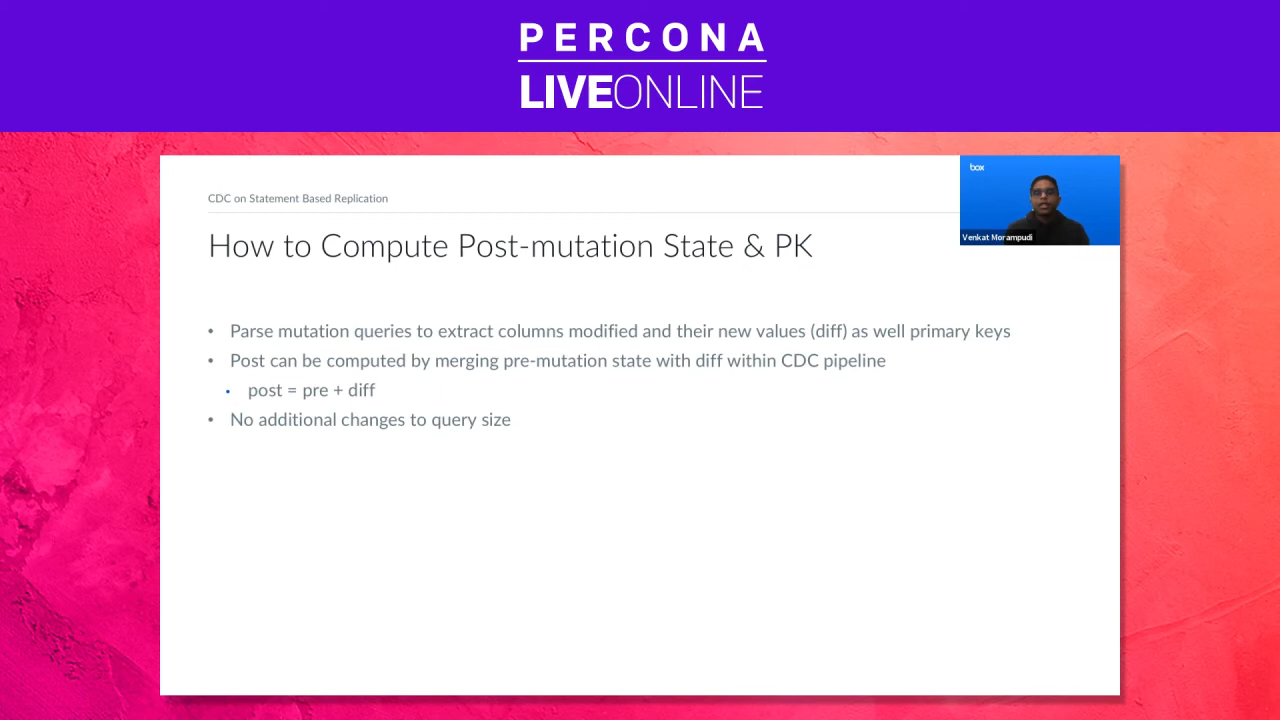 PERCONA
LIVEONLINE
box
Venkat Morampudi
CDC on Statement Based Replication
How to Compute Post-mutation State & PK
• Parse mutation queries to extract columns modified and their new values (diff) as well primary keys
• Post can be computed by merging pre-mutation state with diff within CDC pipeline
• post = pre + diff
• No additional changes to query size